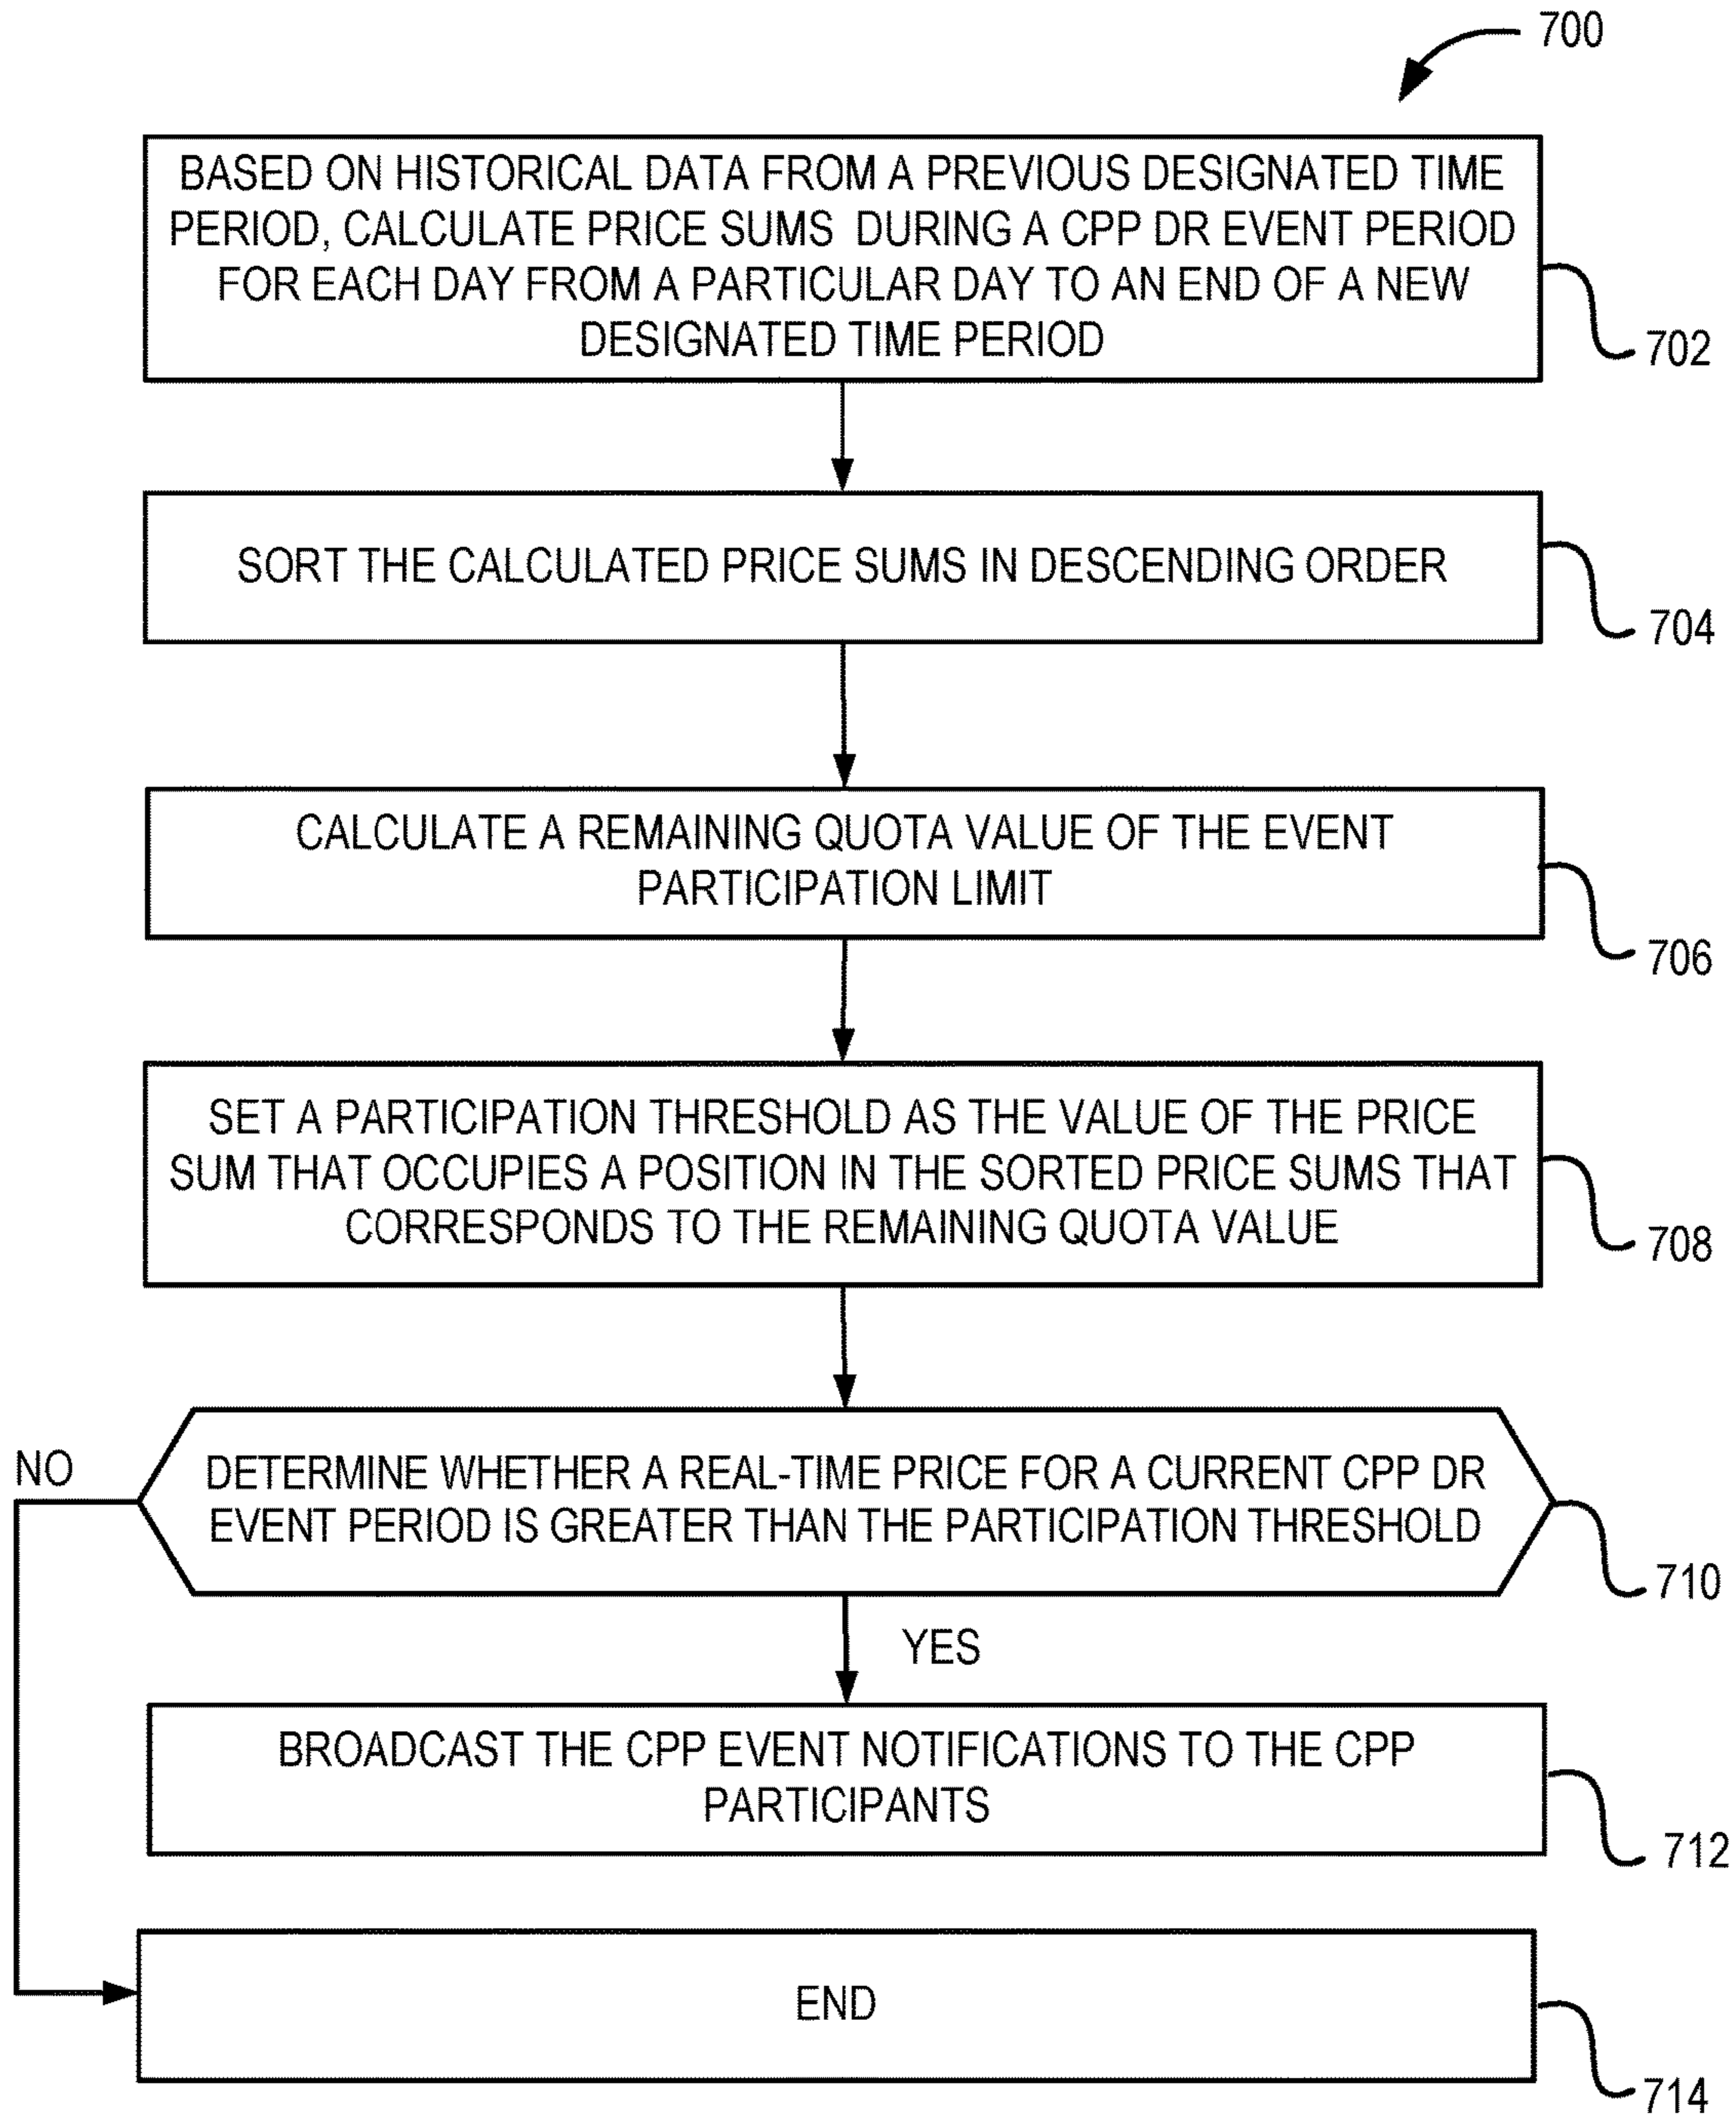 700
BASED ON HISTORICAL DATA FROM A PREVIOUS DESIGNATED TIME
PERIOD, CALCULATE PRICE SUMS DURING A CPP DR EVENT PERIOD
FOR EACH DAY FROM A PARTICULAR DAY TO AN END OF A NEW
DESIGNATED TIME PERIOD
702
SORT THE CALCULATED PRICE SUMS IN DESCENDING ORDER
704
CALCULATE A REMAINING QUOTA VALUE OF THE EVENT
PARTICIPATION LIMIT
706
SET A PARTICIPATION THRESHOLD AS THE VALUE OF THE PRICE
SUM THAT OCCUPIES A POSITION IN THE SORTED PRICE SUMS THAT
CORRESPONDS TO THE REMAINING QUOTA VALUE
708
NO
DETERMINE WHETHER A REAL-TIME PRICE FOR A CURRENT CPP DR
EVENT PERIOD IS GREATER THAN THE PARTICIPATION THRESHOLD
710
YES
BROADCAST THE CPP EVENT NOTIFICATIONS TO THE CPP
PARTICIPANTS
712
END
714